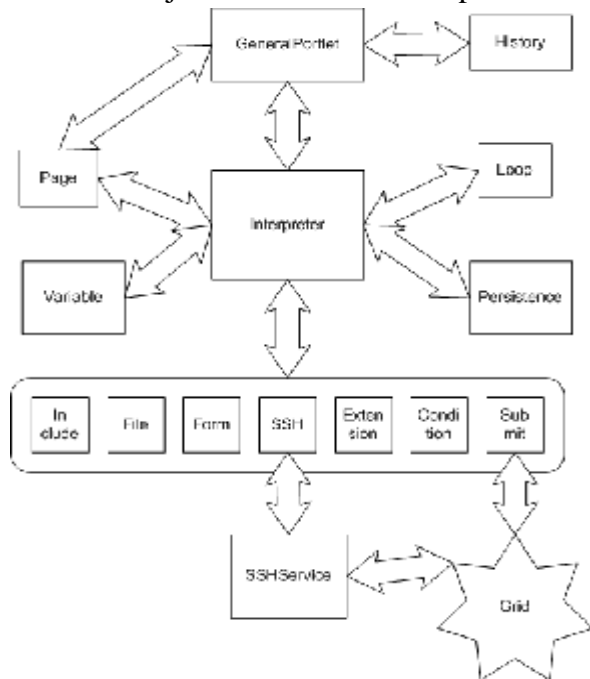 GeneralPortlet
History
Page
Loop
Interpreter
Variable
Persistence
In
clude
File
Form
SSH
Exten
sion
Condi
tion
Sub
mit
SSHService
Grid